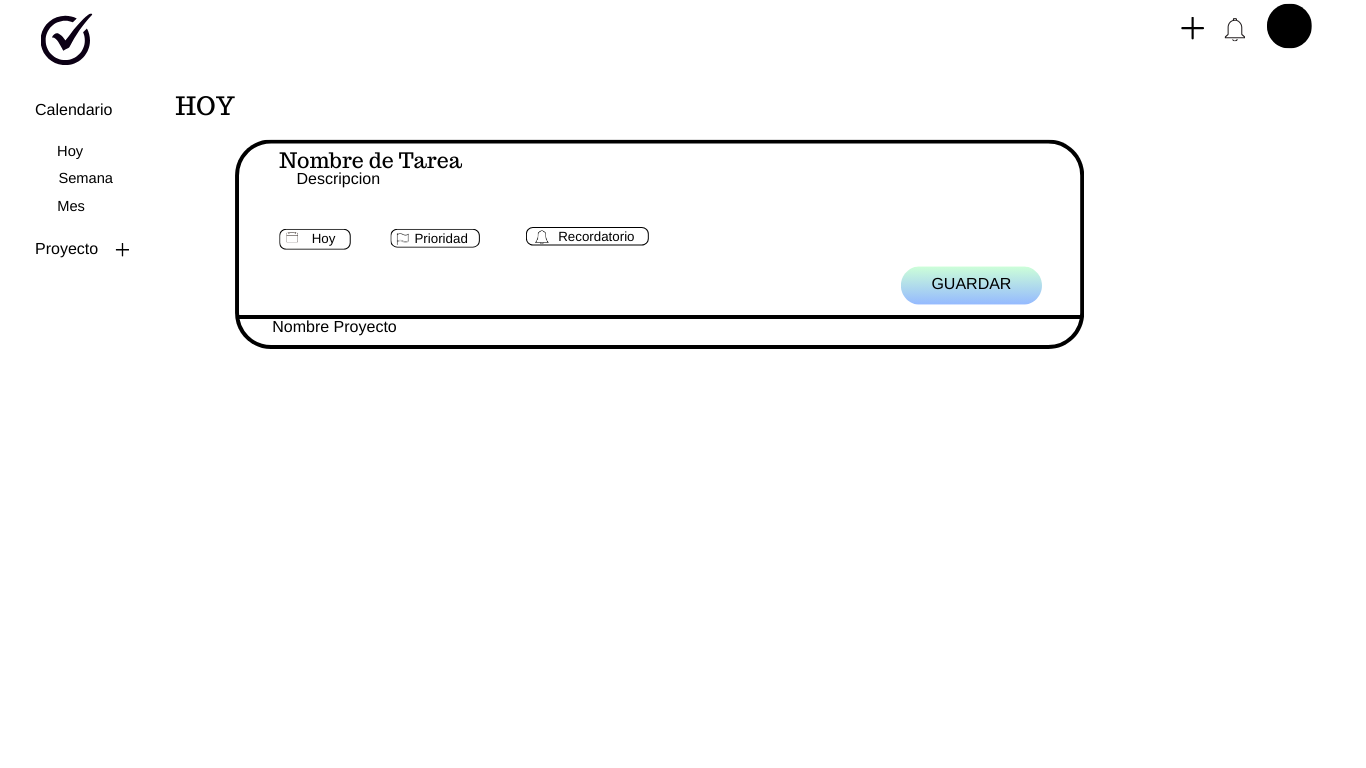 Calendario
Hoy
Semana
Mes
Proyecto
HOY
Nombre de Tarea
Descripcion
Hoy
Prioridad
Recordatorio
GUARDAR
Nombre Proyecto